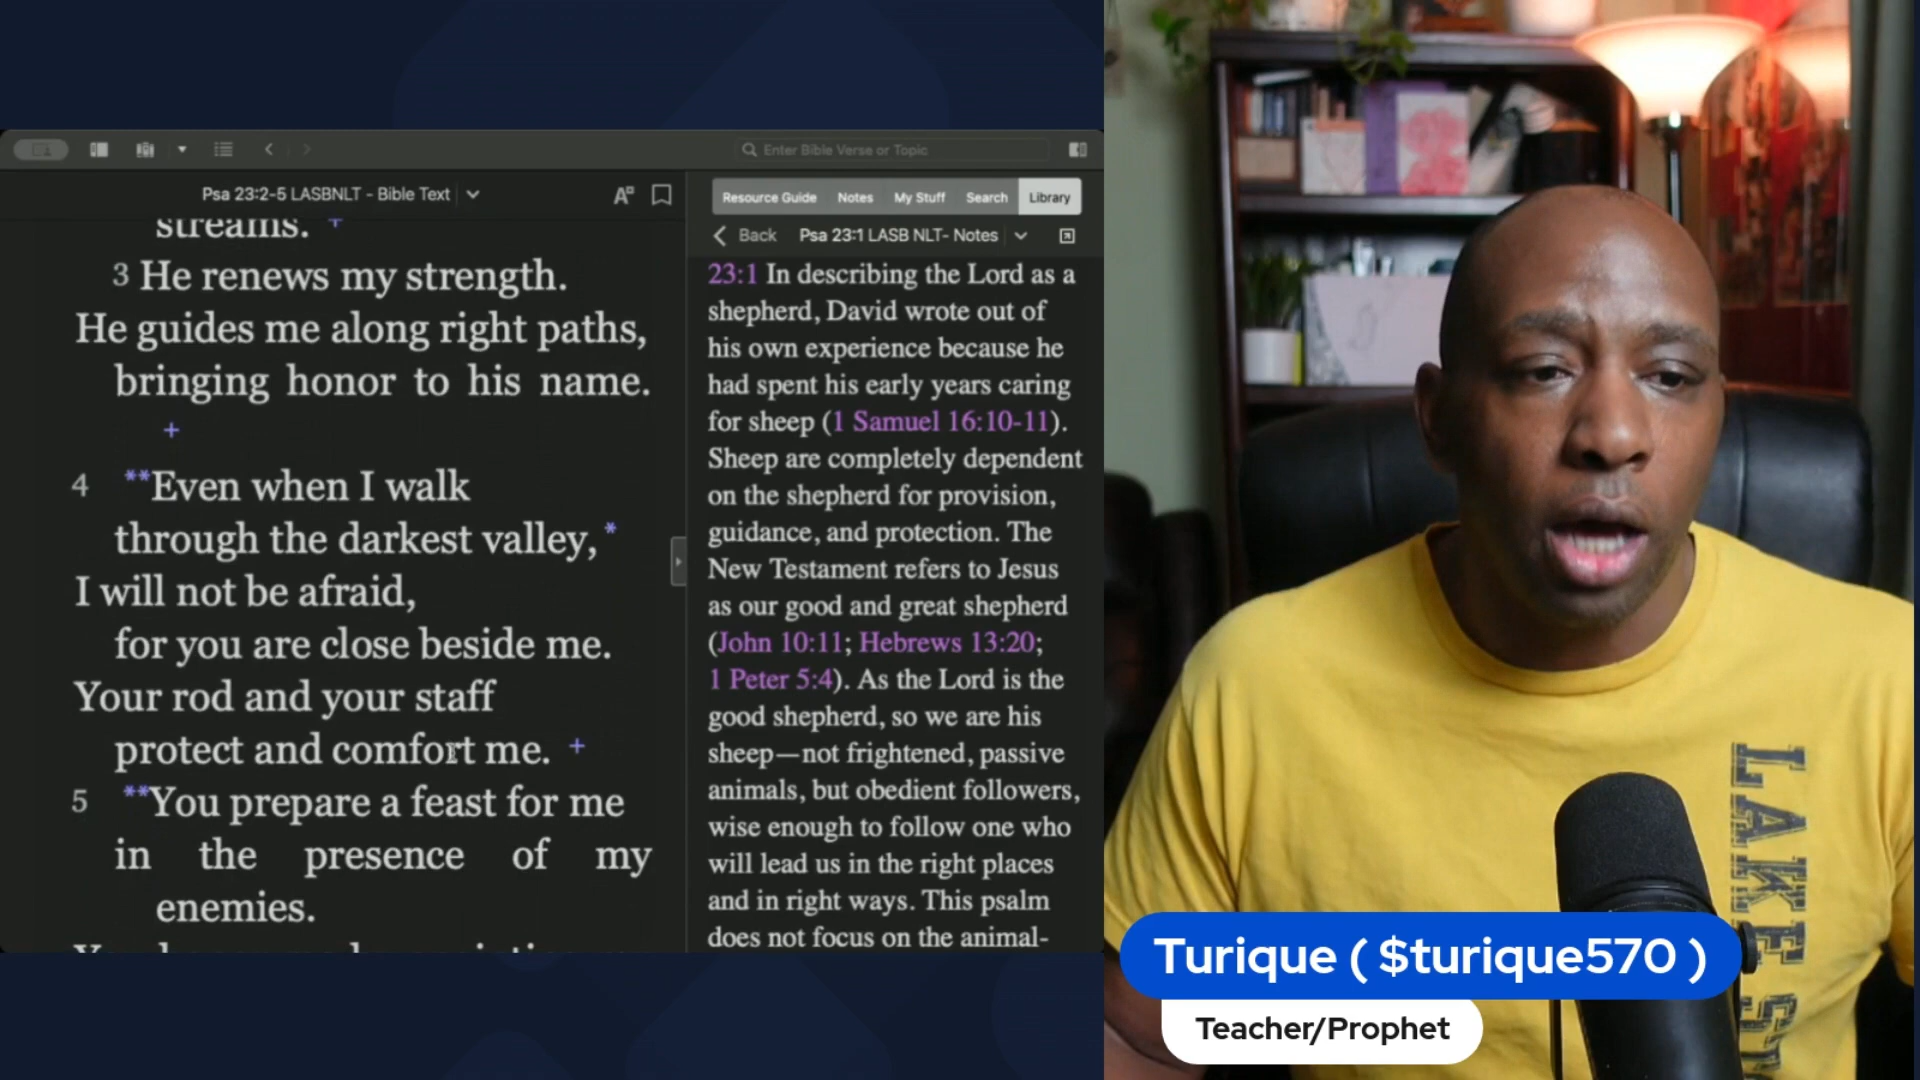 Enter Bible Verse or Topic
Psa 23:2-5 LASBNLT - Bible Text
streams. +
3 He renews my strength.
He guides me along right paths,
bringing honor to his name.
+
4 **Even when I walk
through the darkest valley,*
I will not be afraid,
for you are close beside me.
Your rod and your staff
protect and comfort me. +
5 **You prepare a feast for me
in the presence of my
enemies.
Resource Guide Notes My Stuff Search Library
Back Psa 23:1 LASB NLT- Notes
23:1 In describing the Lord as a
shepherd, David wrote out of
his own experience because he
had spent his early years caring
for sheep (1 Samuel 16:10-11).
Sheep are completely dependent
on the shepherd for provision,
guidance, and protection. The
New Testament refers to Jesus
as our good and great shepherd
(John 10:11; Hebrews 13:20;
1 Peter 5:4). As the Lord is the
good shepherd, so we are his
sheep—not frightened, passive
animals, but obedient followers,
wise enough to follow one who
will lead us in the right places
and in right ways. This psalm
does not focus on the animal-
LAKE
Turique ( $turique570 )
Teacher/Prophet